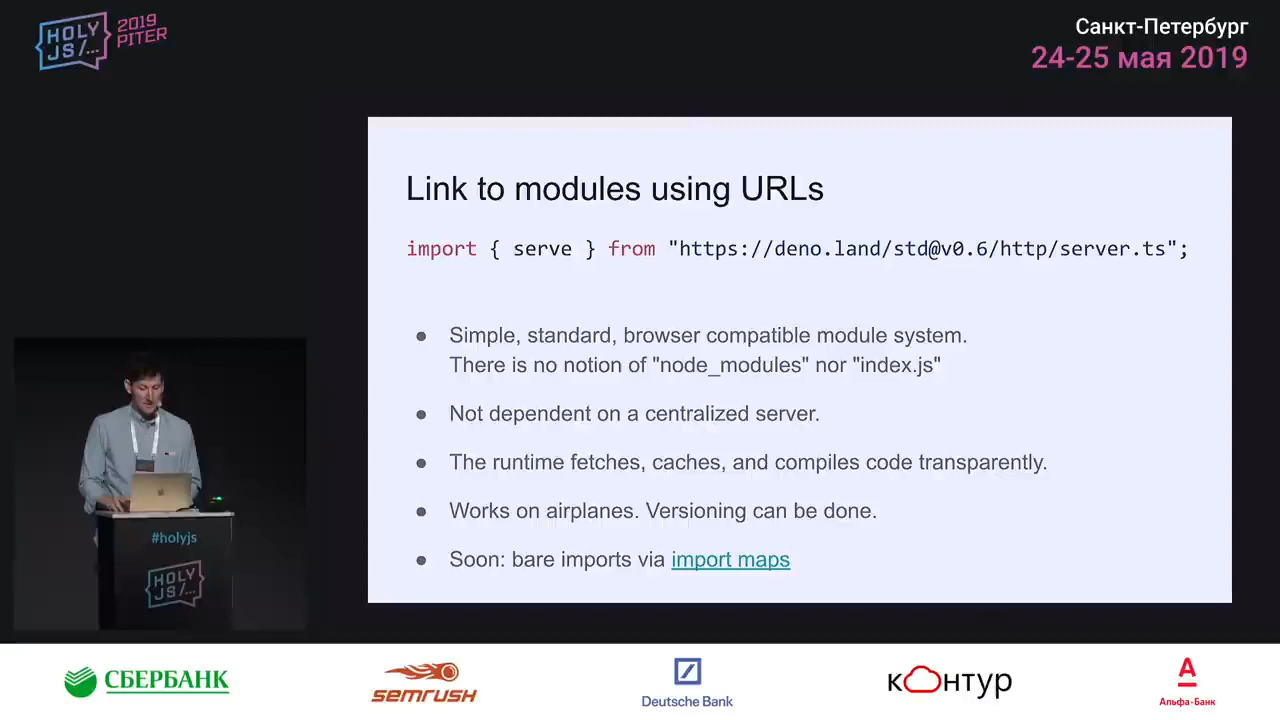 HOLY
JS/...
2019
PITER
Санкт-Петербург
24-25 мая 2019
Link to modules using URLs
import { serve } from "https://deno.land/std@v0.6/http/server.ts";
● Simple, standard, browser compatible module system.
There is no notion of "node_modules" nor "index.js"
● Not dependent on a centralized server.
● The runtime fetches, caches, and compiles code transparently.
● Works on airplanes. Versioning can be done.
● Soon: bare imports via import maps
#holyjs
HOLY
JS/...
СБЕРБАНК
semrush
Deutsche Bank
контур
А
Альфа·Банк